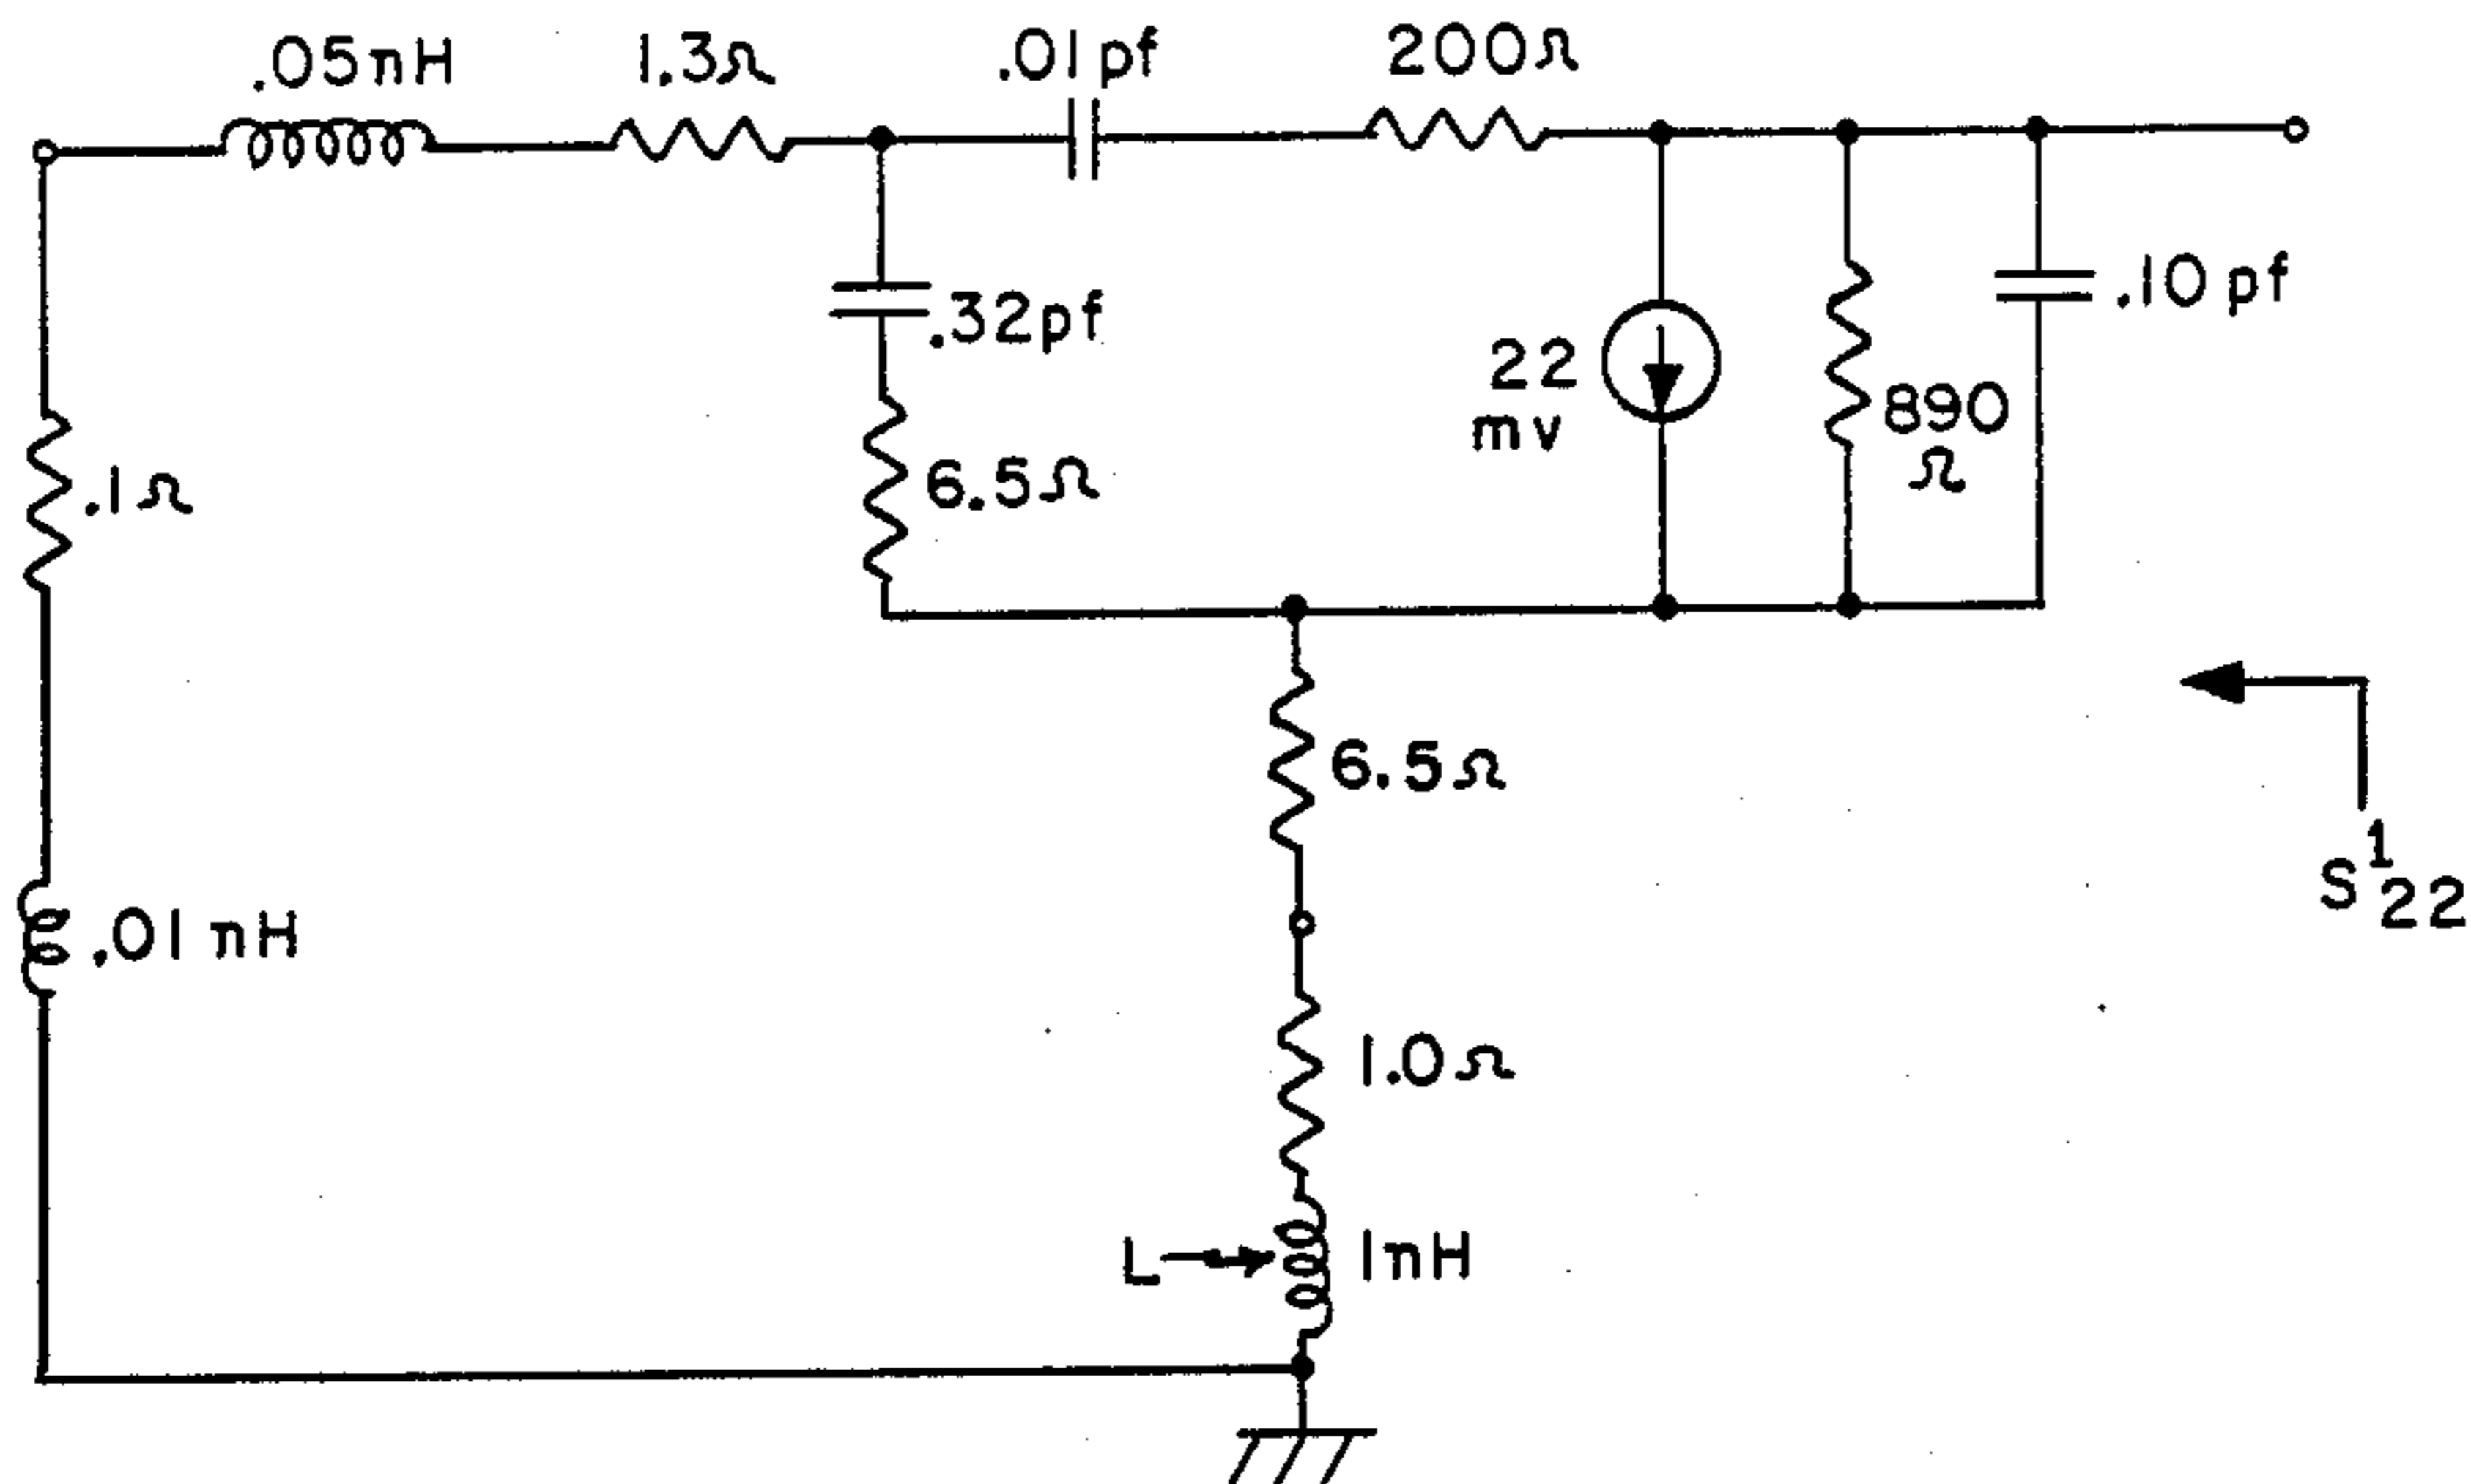 .05nH
1.3Ω
.01pf
200Ω
.32pf
.10pf
22
mv
890
Ω
6.5Ω
.1Ω
6.5Ω
S¹22
.01nH
1.0Ω
L
1nH